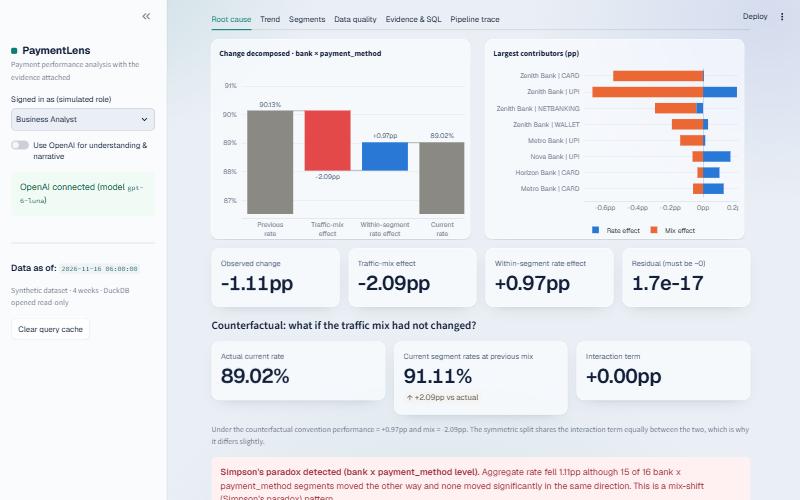 Root cause
Trend
Segments
Data quality
Evidence & SQL
Pipeline trace
Deploy
PaymentLens
Payment performance analysis with the
evidence attached
Signed in as (simulated role)
Business Analyst
Use OpenAI for understanding &
narrative
OpenAI connected (model gpt-
6-luna)
Data as of: 2026-11-16 06:00:00
Synthetic dataset · 4 weeks · DuckDB
opened read-only
Clear query cache
Change decomposed · bank × payment_method
91%
90%
89%
88%
87%
90.13%
-2.09pp
+0.97pp
89.02%
Previous
rate
Traffic-mix
effect
Within-segment
rate effect
Current
rate
Largest contributors (pp)
Zenith Bank | CARD
Zenith Bank | UPI
Zenith Bank | NETBANKING
Zenith Bank | WALLET
Metro Bank | UPI
Nova Bank | UPI
Horizon Bank | CARD
Metro Bank | CARD
-0.6pp
-0.4pp
-0.2pp
0pp
0.2p
Rate effect
Mix effect
Observed change
-1.11pp
Traffic-mix effect
-2.09pp
Within-segment rate effect
+0.97pp
Residual (must be ~0)
1.7e-17
Counterfactual: what if the traffic mix had not changed?
Actual current rate
89.02%
Current segment rates at previous mix
91.11%
↑ +2.09pp vs actual
Interaction term
+0.00pp
Under the counterfactual convention performance = +0.97pp and mix = -2.09pp. The symmetric split shares the interaction term equally between the two, which is why
it differs slightly.
Simpson's paradox detected (bank x payment_method level). Aggregate rate fell 1.11pp although 15 of 16 bank x
payment_method segments moved the other way and none moved significantly in the same direction. This is a mix-shift
(Simpson's paradox) pattern.